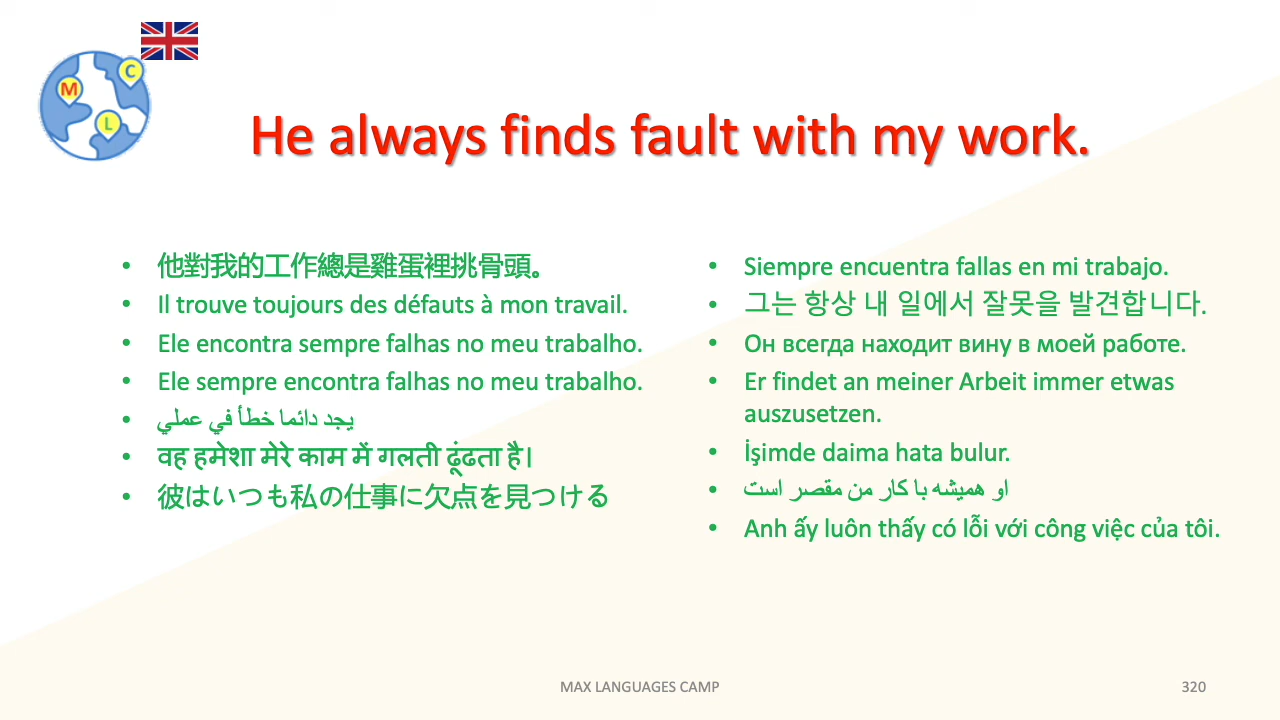 M
C
L
He always finds fault with my work.
• 他對我的工作總是雞蛋裡挑骨頭。
• Il trouve toujours des défauts à mon travail.
• Ele encontra sempre falhas no meu trabalho.
• Ele sempre encontra falhas no meu trabalho.
• يجد دائما خطأ في عملي
• वह हमेशा मेरे काम में गलती ढूंढता है।
• 彼はいつも私の仕事に欠点を見つける
• Siempre encuentra fallas en mi trabajo.
• 그는 항상 내 일에서 잘못을 발견합니다.
• Он всегда находит вину в моей работе.
• Er findet an meiner Arbeit immer etwas
auszusetzen.
• İşimde daima hata bulur.
• او همیشه با کار من مقصر است
• Anh ấy luôn thấy có lỗi với công việc của tôi.
MAX LANGUAGES CAMP
320